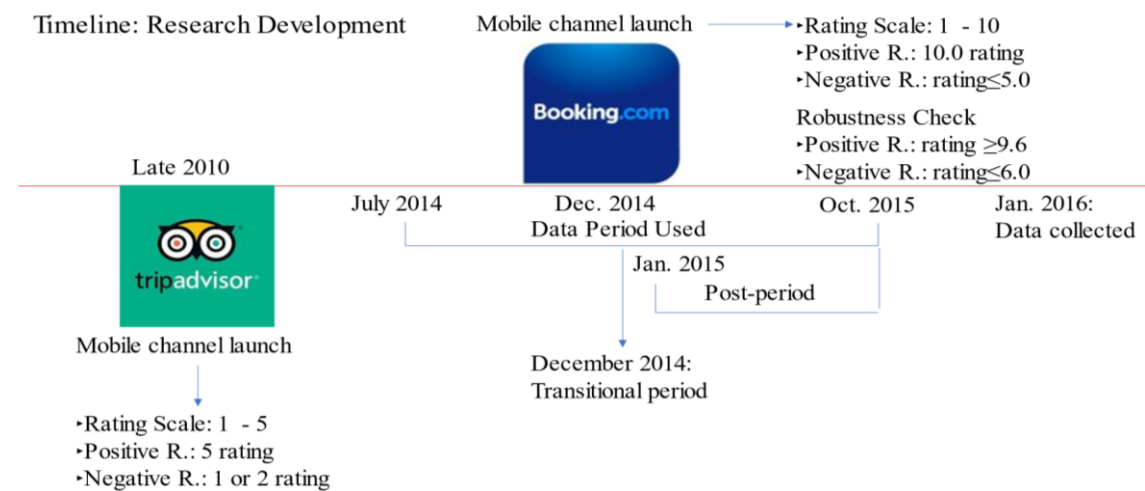 Timeline: Research Development
Mobile channel launch
‣Rating Scale: 1 - 10
‣Positive R.: 10.0 rating
‣Negative R.: rating≤5.0
Booking.com
Robustness Check
‣Positive R.: rating ≥9.6
‣Negative R.: rating≤6.0
Late 2010
July 2014
Dec. 2014
Oct. 2015
Jan. 2016:
Data Period Used
Data collected
tripadvisor
Jan. 2015
Post-period
Mobile channel launch
December 2014:
Transitional period
‣Rating Scale: 1 - 5
‣Positive R.: 5 rating
‣Negative R.: 1 or 2 rating